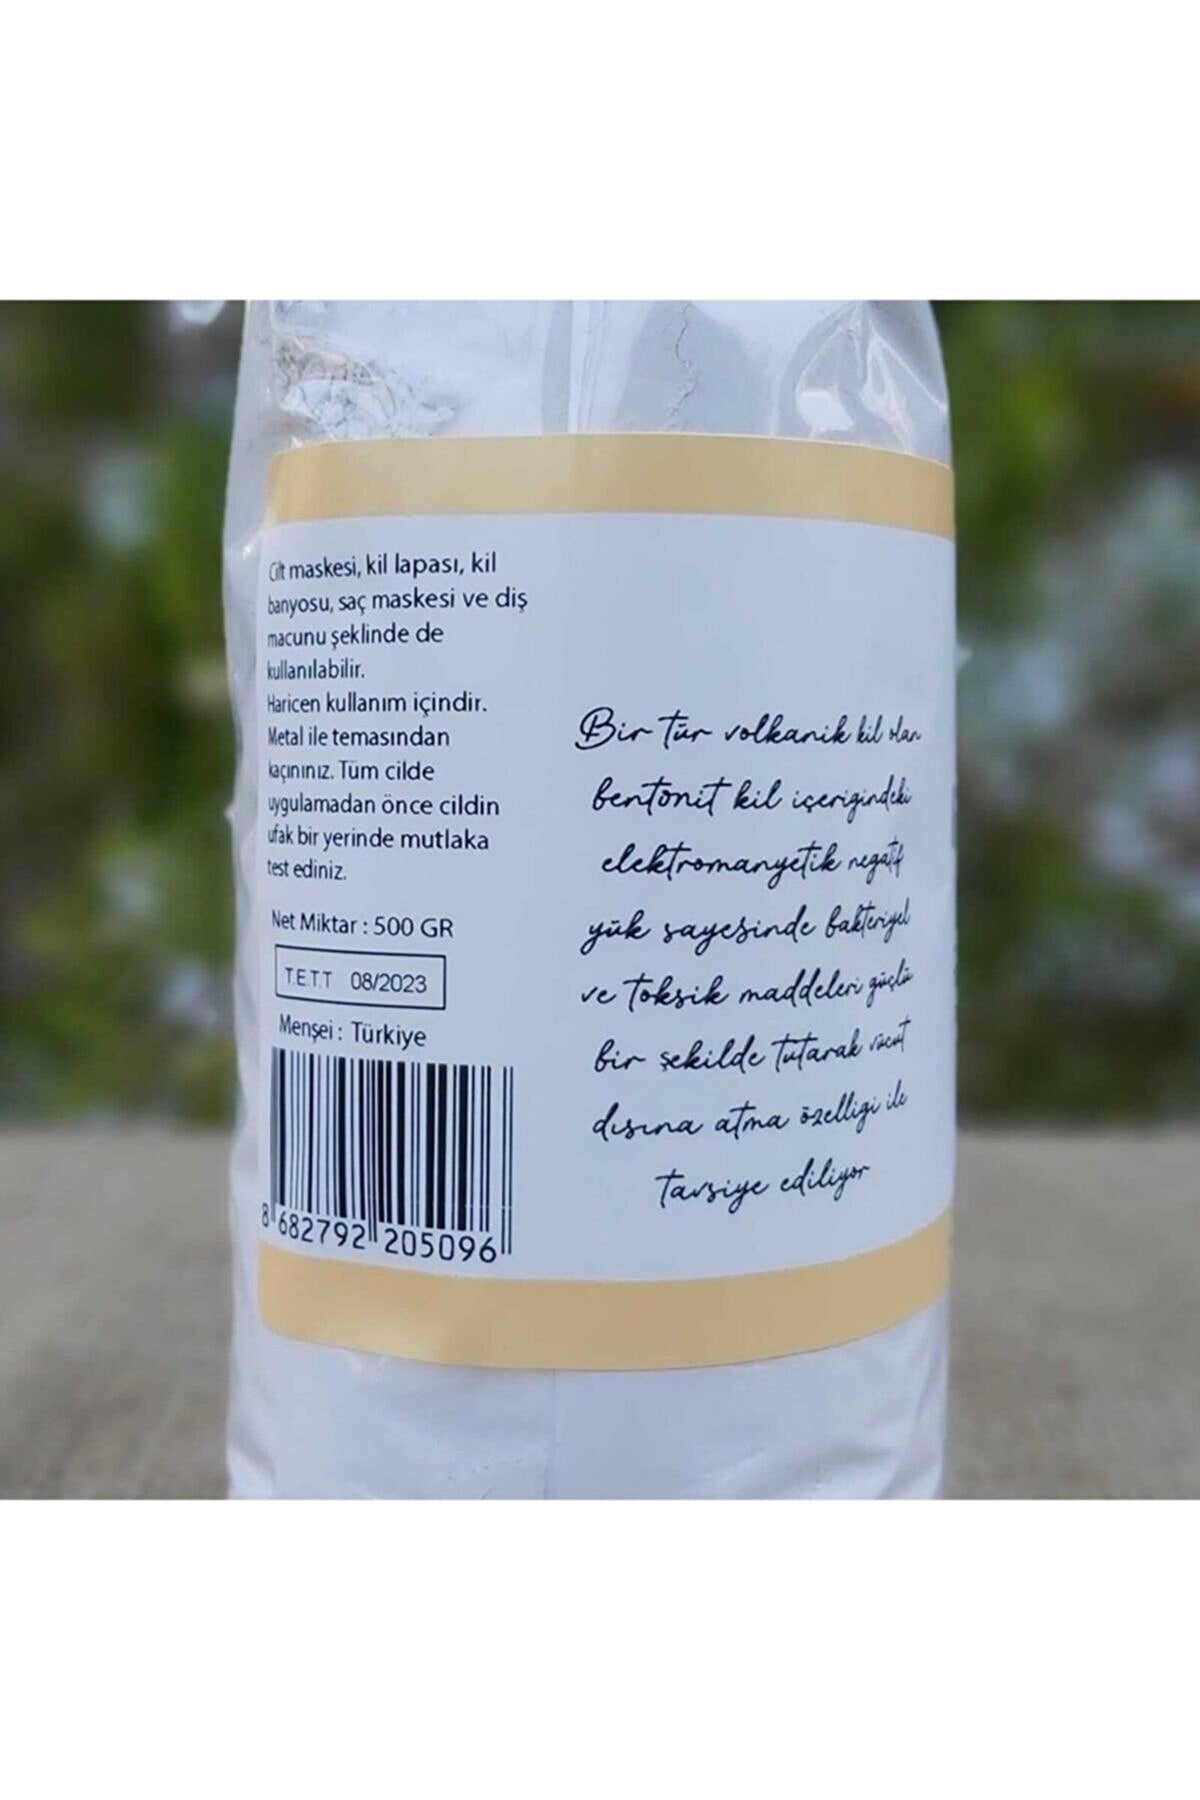 Cilt maskesi, kil lapası, kil
banyosu, saç maskesi ve diş
macunu şeklinde de
kullanılabilir.
Haricen kullanım içindir.
Metal ile temasından
kaçınınız. Tüm cilde
uygulamadan önce cildin
ufak bir yerinde mutlaka
test ediniz.
Net Miktar : 500 GR
T.E.T.T 08/2023
Menşei : Türkiye
8 682792 205096
Bir tür volkanik kil olan
bentonit kil içerigindeki
elektromanyetik negatif
yük sayesinde bakteriyel
ve toksik maddeleri güçlü
bir şekilde tutarak vücut
dısına atma özelligi ile
tavsiye ediliyor